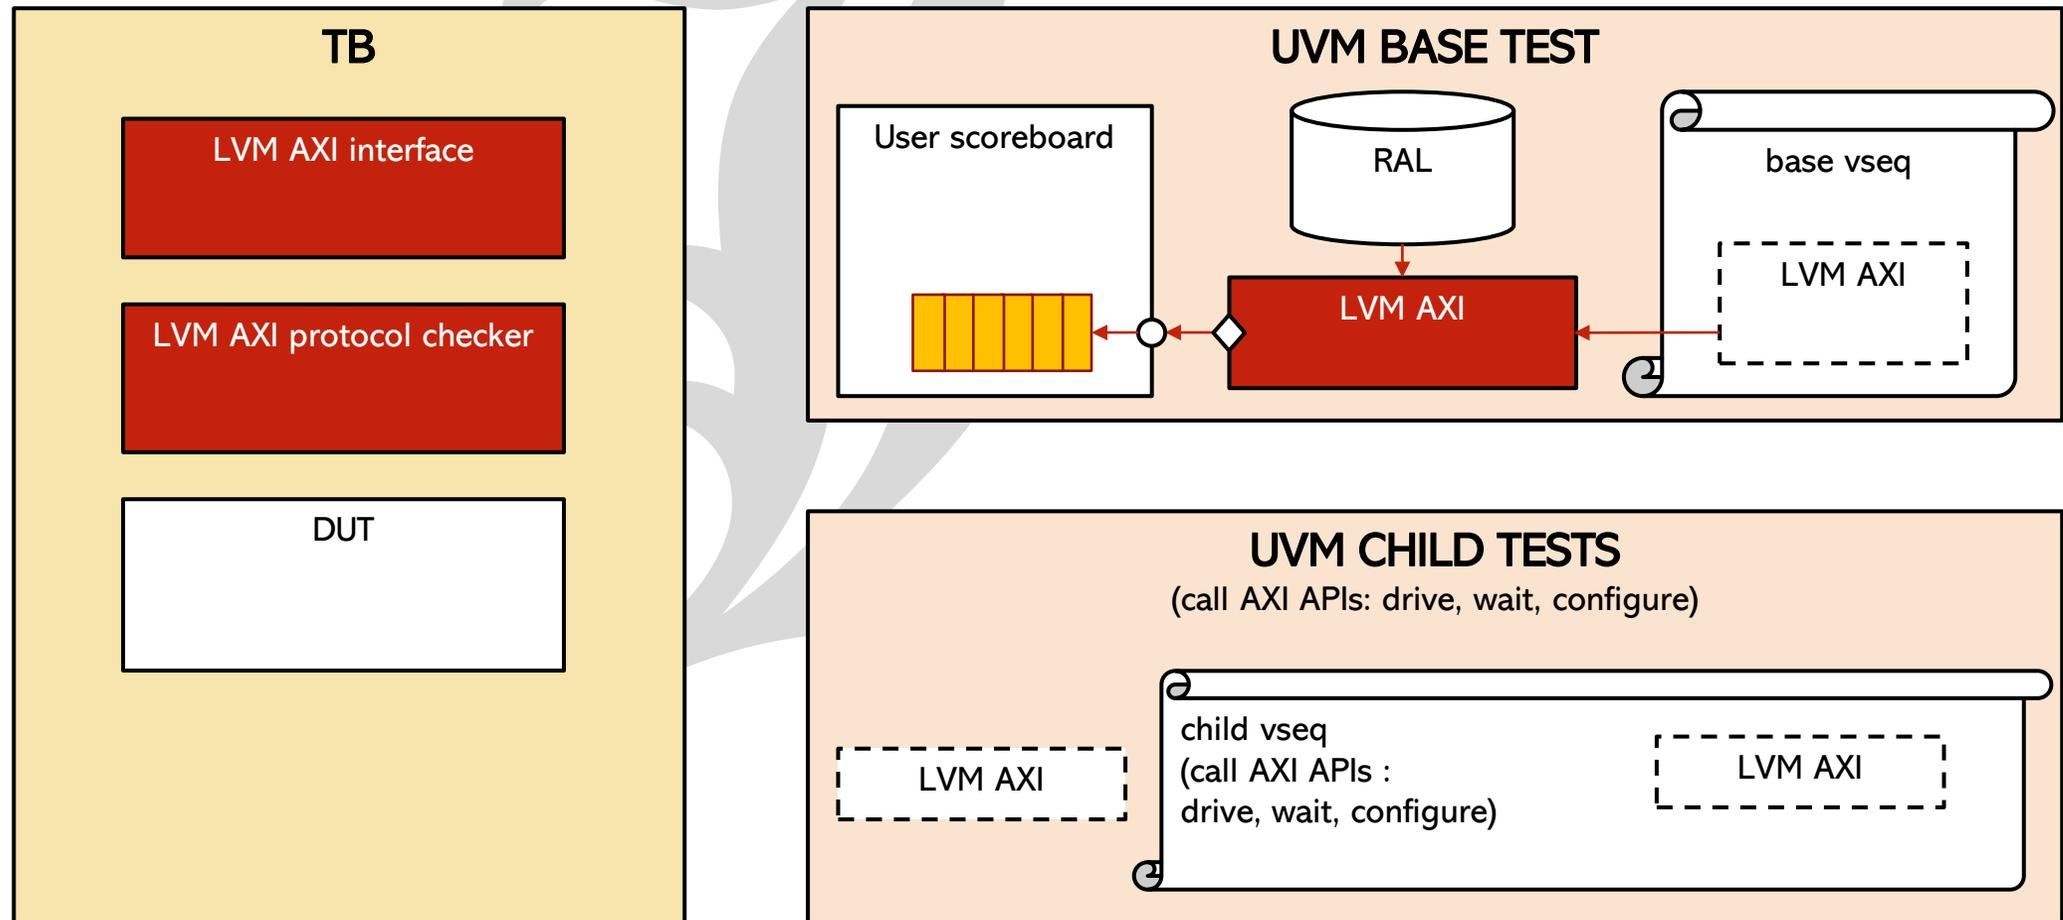 TB
LVM AXI interface
LVM AXI protocol checker
DUT
UVM BASE TEST
User scoreboard
RAL
base vseq
LVM AXI
LVM AXI
UVM CHILD TESTS
(call AXI APIs: drive, wait, configure)
LVM AXI
child vseq
(call AXI APIs :
drive, wait, configure)
LVM AXI